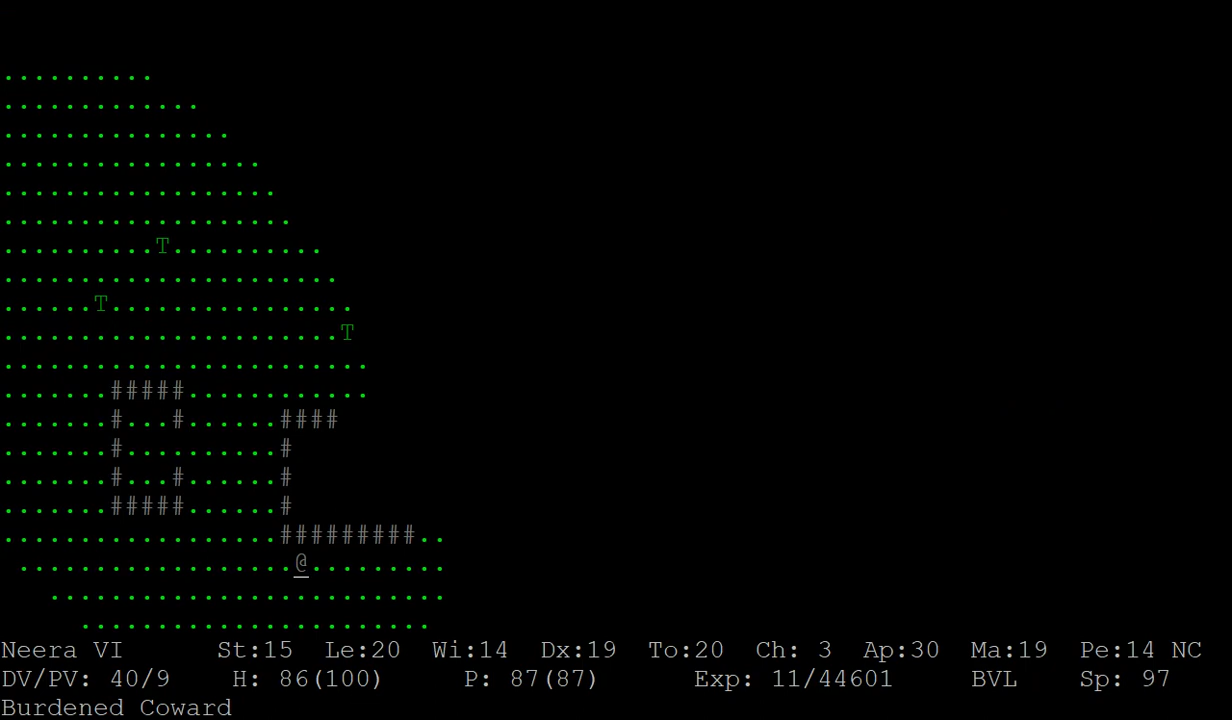 . . . . . . . . . .
. . . . . . . . . . . . .
. . . . . . . . . . . . . . .
. . . . . . . . . . . . . . . . .
. . . . . . . . . . . . . . . . . .
. . . . . . . . . . . . . . . . . . .
..........T..........
......................
......T................
......................T
........................
.......#####............
.......#...#......####
.......#..........#
.......#...#......#
.......#####......#
..................#########..
..................@.........
..........................
.......................
Neera VI St:15 Le:20 Wi:14 Dx:19 To:20 Ch: 3 Ap:30 Ma:19 Pe:14 NC
DV/PV: 40/9 H: 86(100) P: 87(87) Exp: 11/44601 BVL Sp: 97
Burdened Coward